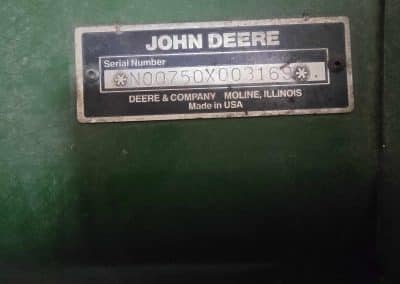 JOHN DEERE
Serial Number
*N00750X003169*.
DEERE & COMPANY MOLINE, ILLINOIS
Made in USA